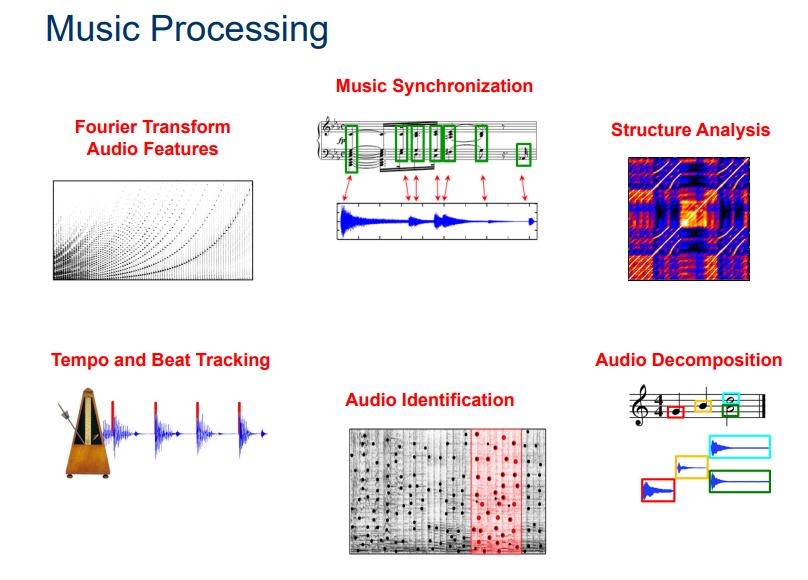 Music Processing
Music Synchronization
Fourier Transform
Audio Features
Structure Analysis
Tempo and Beat Tracking
Audio Identification
Audio Decomposition